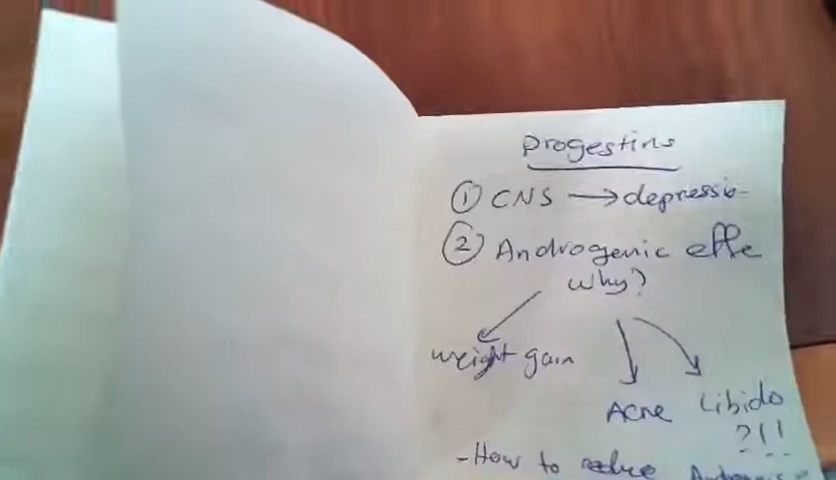 Progestins
① CNS → depressio-
② Androgenic effe
why?
weight gain
Acne Libido
?!!
- How to reduce